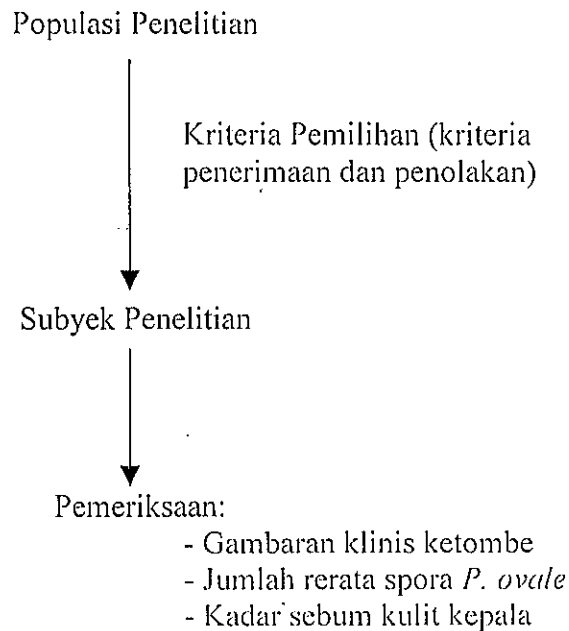 Populasi Penelitian
Kriteria Pemilihan (kriteria
penerimaan dan penolakan)
Subyek Penelitian
Pemeriksaan:
- Gambaran klinis ketombe
- Jumlah rerata spora P. ovale
- Kadar sebum kulit kepala